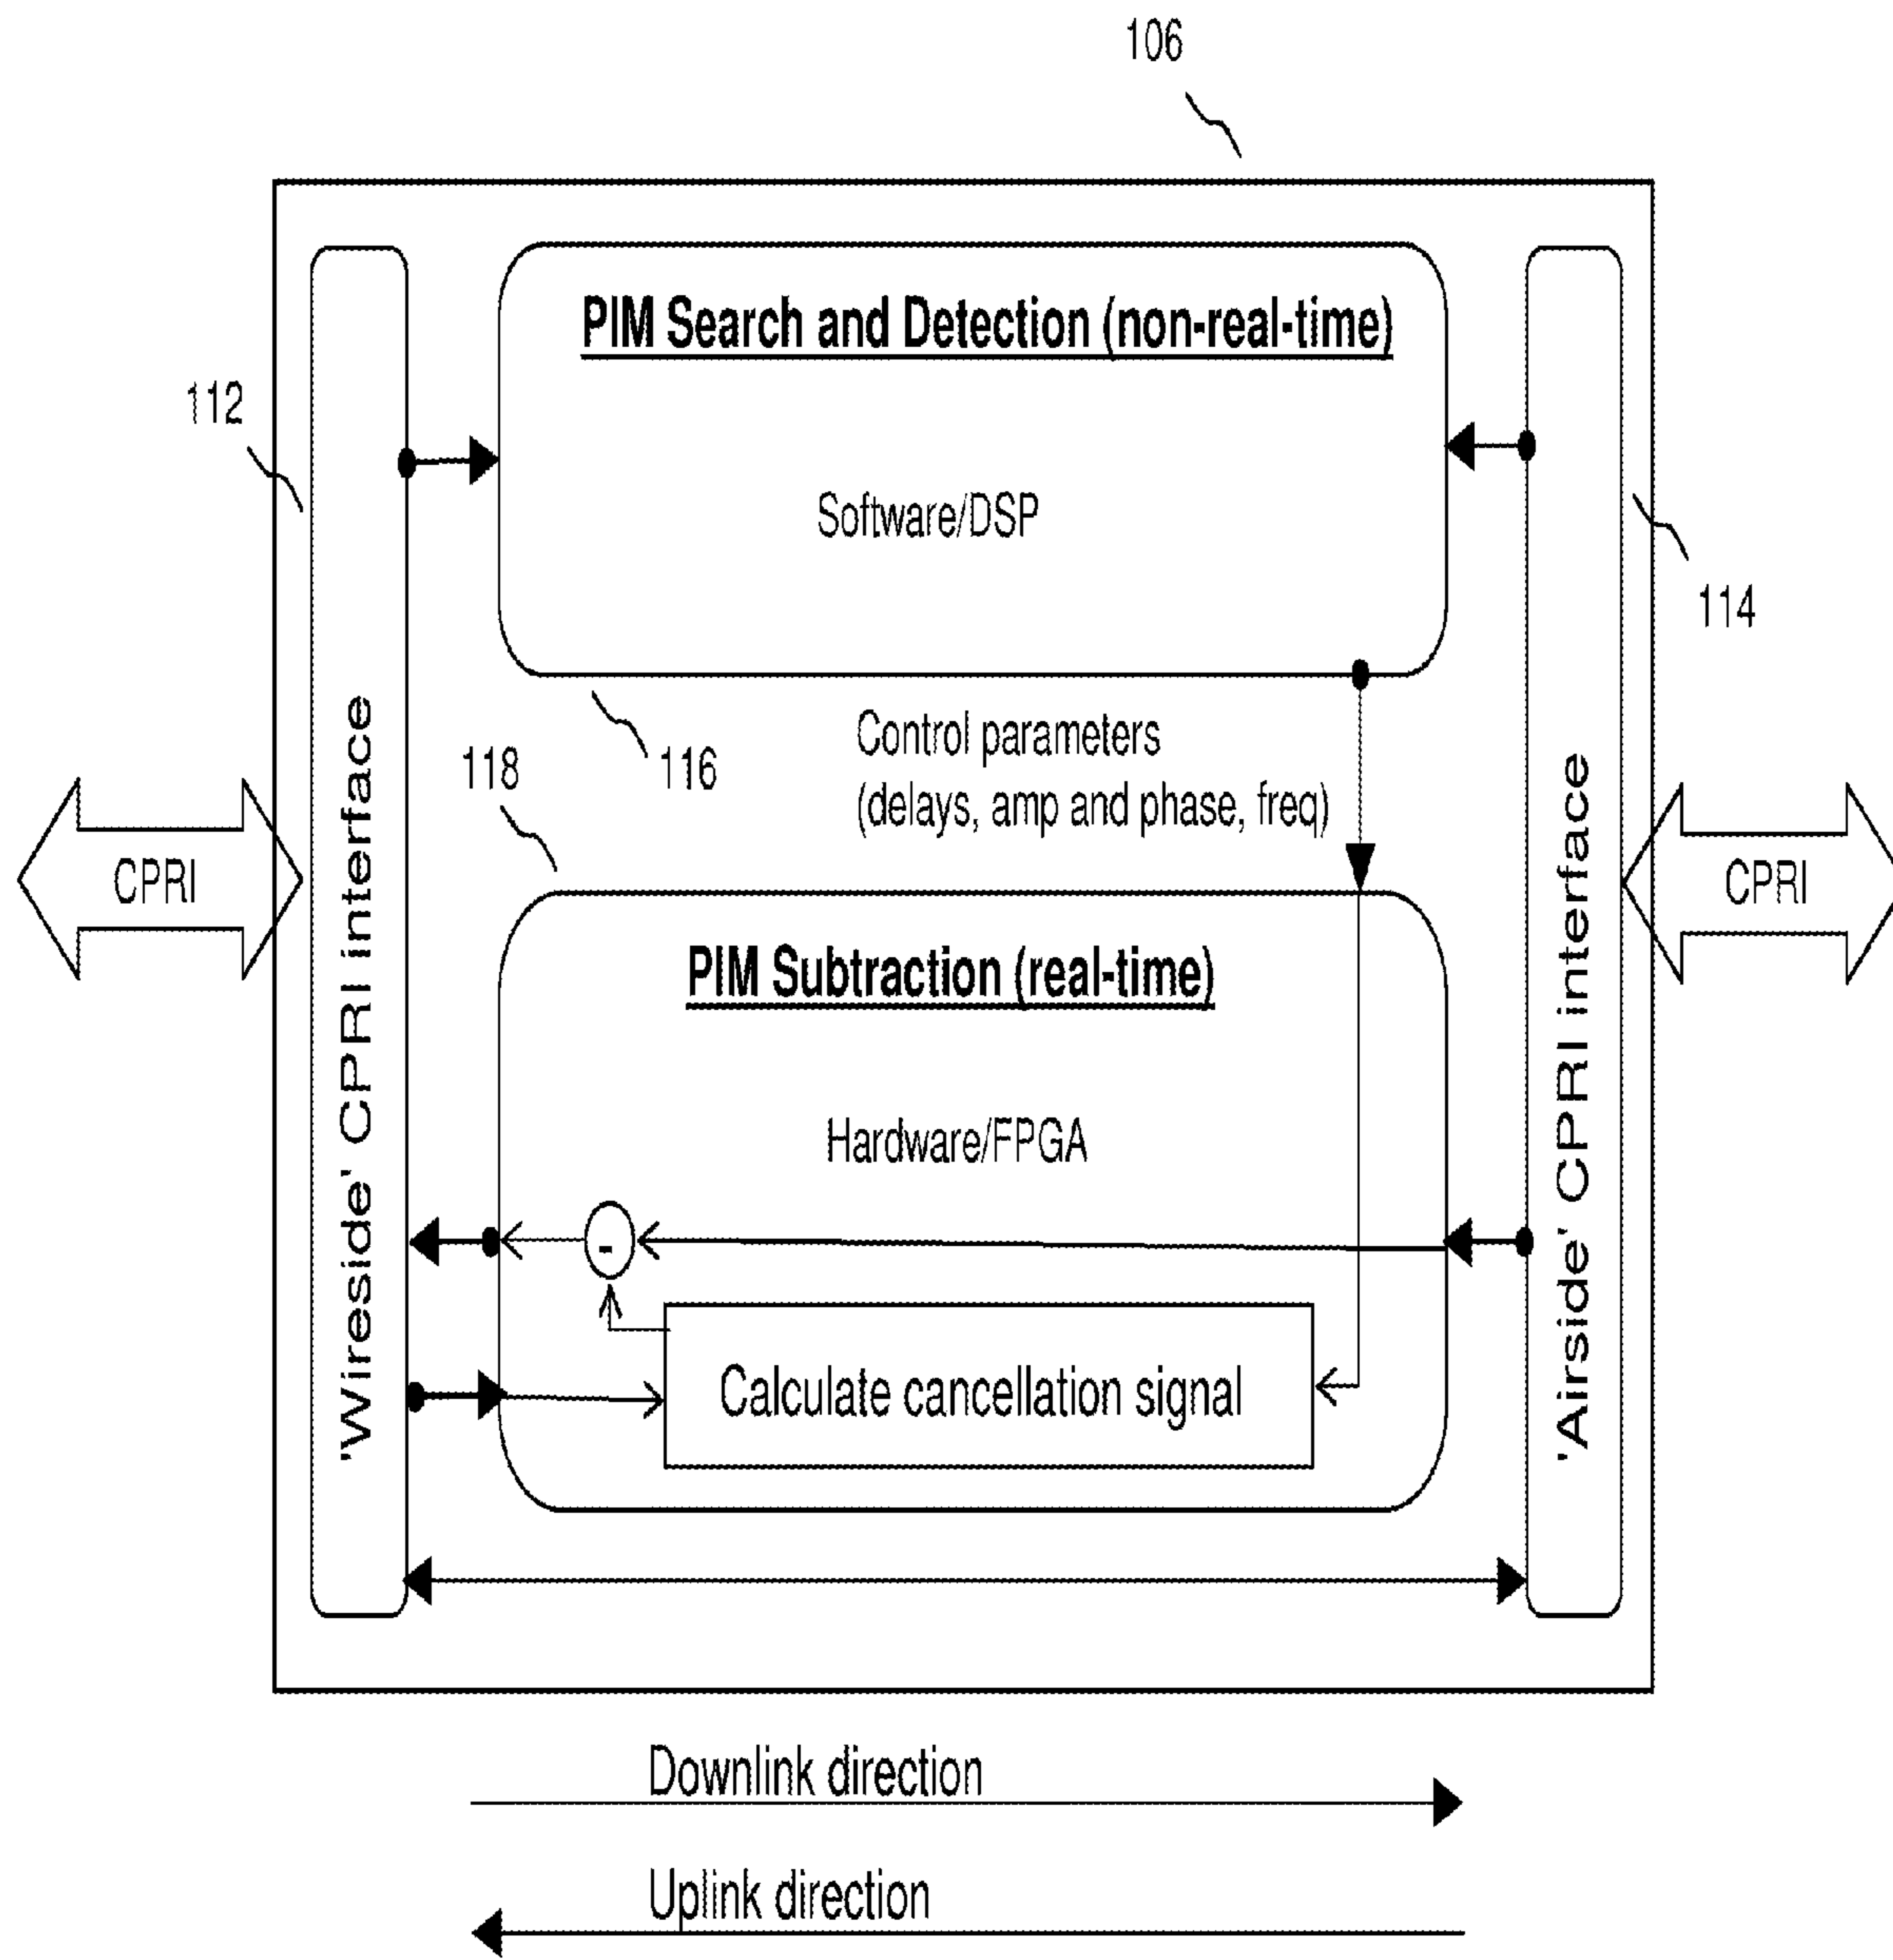 106
PIM Search and Detection (non-real-time)
112
Software/DSP
114
Control parameters
(delays, amp and phase, freq)
116
118
'Wireside' CPRI interface
'Airside' CPRI interface
CPRI
CPRI
PIM Subtraction (real-time)
Hardware/FPGA
-
Calculate cancellation signal
Downlink direction
Uplink direction